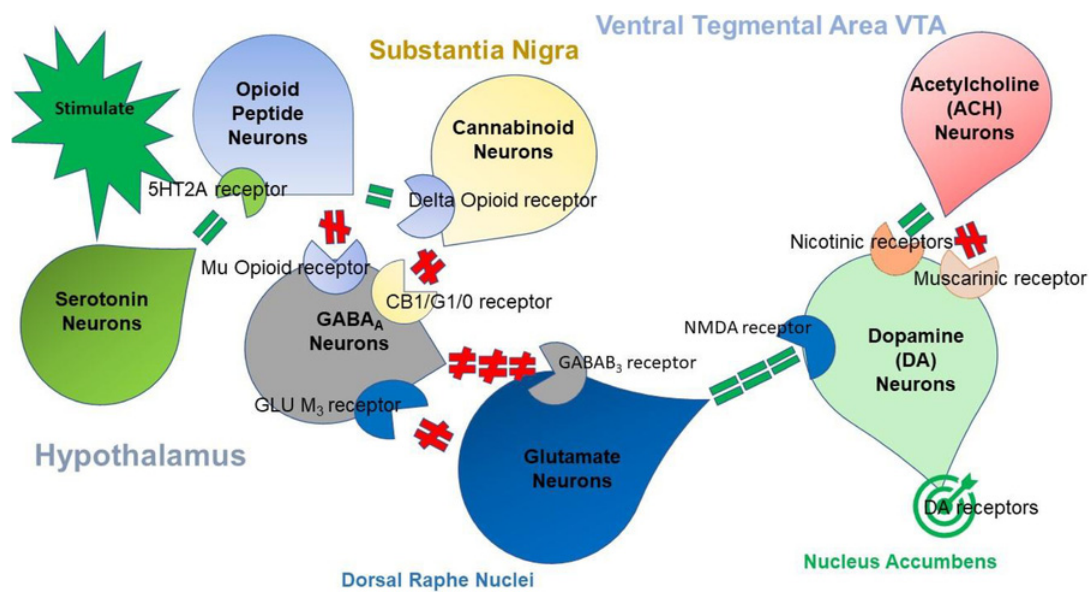 Ventral Tegmental Area VTA
Substantia Nigra
Stimulate
Opioid
Peptide
Neurons
Cannabinoid
Neurons
Acetylcholine
(ACH)
Neurons
5HT2A receptor
Delta Opioid receptor
Nicotinic receptors
Mu Opioid receptor
Muscarinic receptor
Serotonin
Neurons
CB1/G1/0 receptor
GABAA
Neurons
NMDA receptor
Dopamine
(DA)
Neurons
GABAB3 receptor
GLU M3 receptor
Hypothalamus
Glutamate
Neurons
DA receptors
Nucleus Accumbens
Dorsal Raphe Nuclei